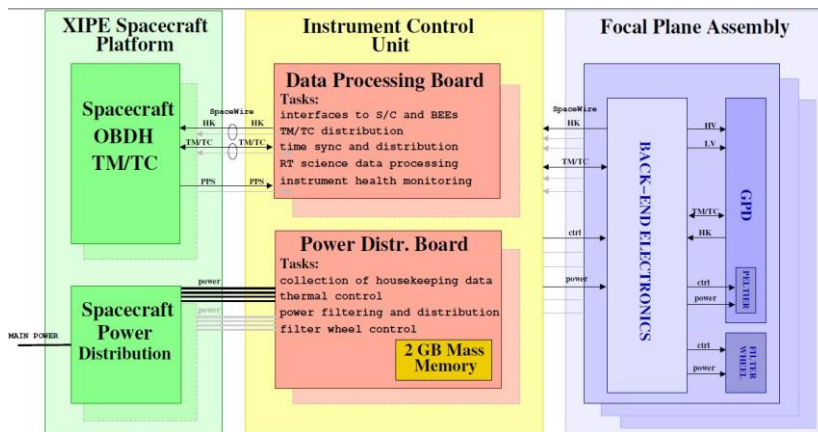 XIPE Spacecraft
Platform
Instrument Control
Unit
Focal Plane Assembly
Spacecraft
OBDH
TM/TC
SpaceWire
HK
HK
TM/TC
TM/TC
PPS
PPS
Data Processing Board
Tasks:
interfaces to S/C and BEEs
TM/TC distribution
time sync and distribution
RT science data processing
instrument health monitoring
SpaceWire
HK
TM/TC
ctrl
power
BACK-END ELECTRONICS
HV
LV
TM/TC
HK
ctrl
power
GPD
PELTIER
ctrl
power
FILTER
WHEEL
MAIN POWER
Spacecraft
Power
Distribution
power
power
Power Distr. Board
Tasks:
collection of housekeeping data
thermal control
power filtering and distribution
filter wheel control
2 GB Mass
Memory